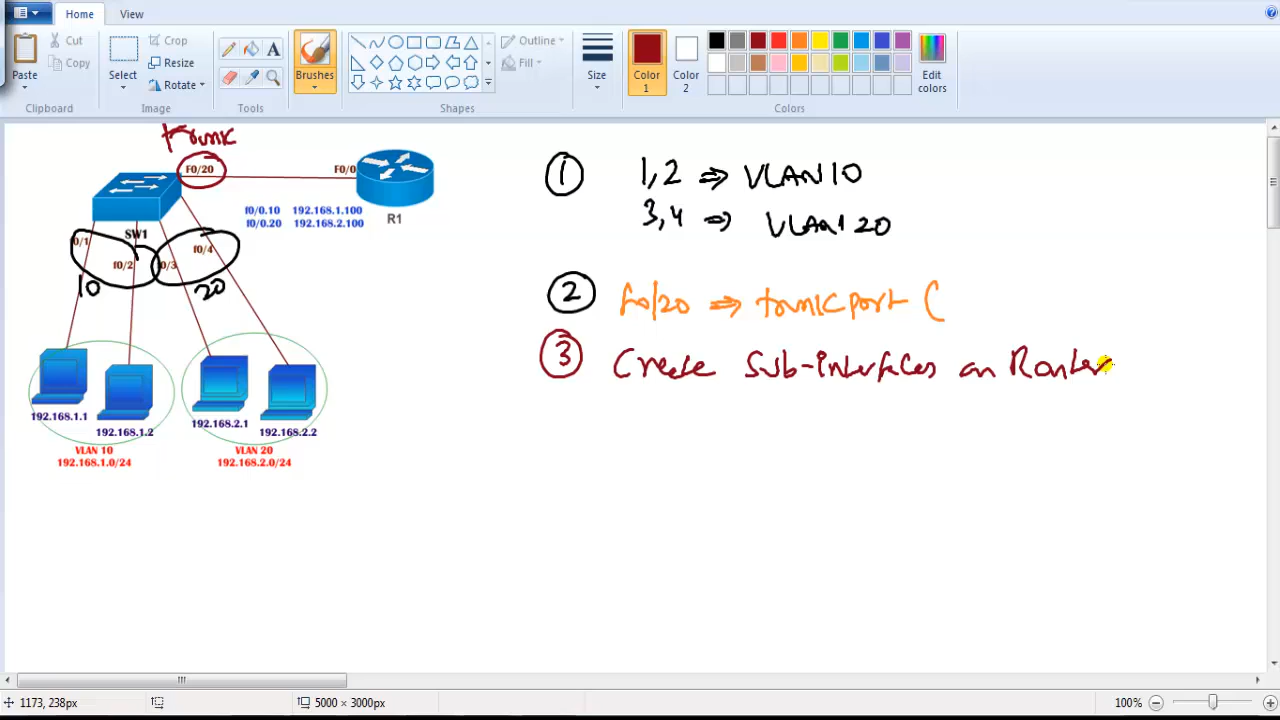 Home
View
Cut
Crop
Outline
Copy
Resize
Fill
Edit
colors
Paste
Select
Rotate
Brushes
Size
Color
1
Color
2
Clipboard
Image
Tools
Shapes
Colors
trunk
F0/20
F0/0
f0/0.10 192.168.1.100
f0/0.20 192.168.2.100
R1
SW1
0/1
f0/2
0/3
f0/4
10
20
192.168.1.1
192.168.1.2
192.168.2.1
192.168.2.2
VLAN 10
192.168.1.0/24
VLAN 20
192.168.2.0/24
1 1,2 ⇒ VLAN 10
3,4 ⇒ VLAN 20
2 f0/20 ⇒ trunk port (
3 Create Sub-interfaces on Router
1173, 238px
5000 × 3000px
100%